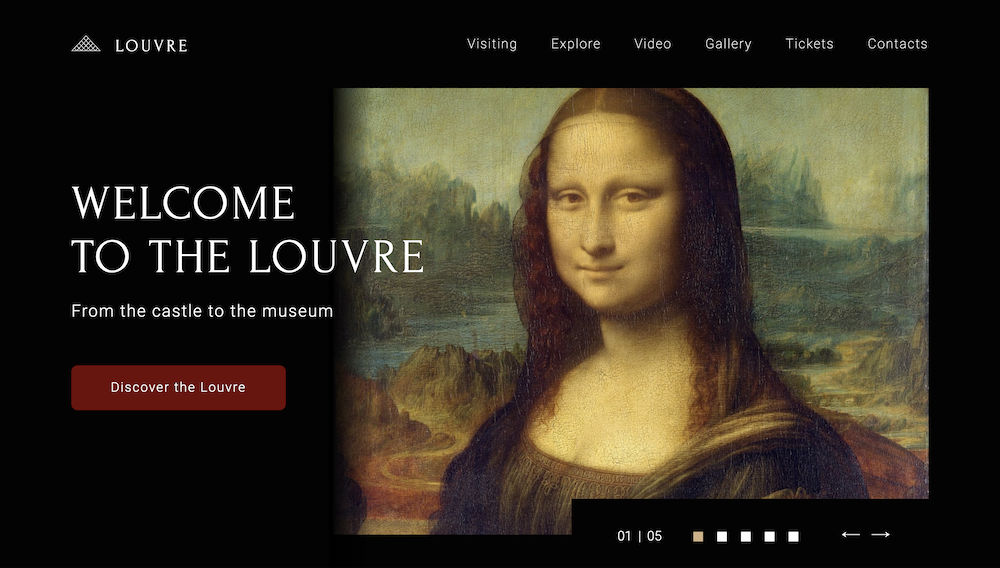 LOUVRE
Visiting Explore Video Gallery Tickets Contacts
WELCOME
TO THE LOUVRE
From the castle to the museum
Discover the Louvre
01 | 05